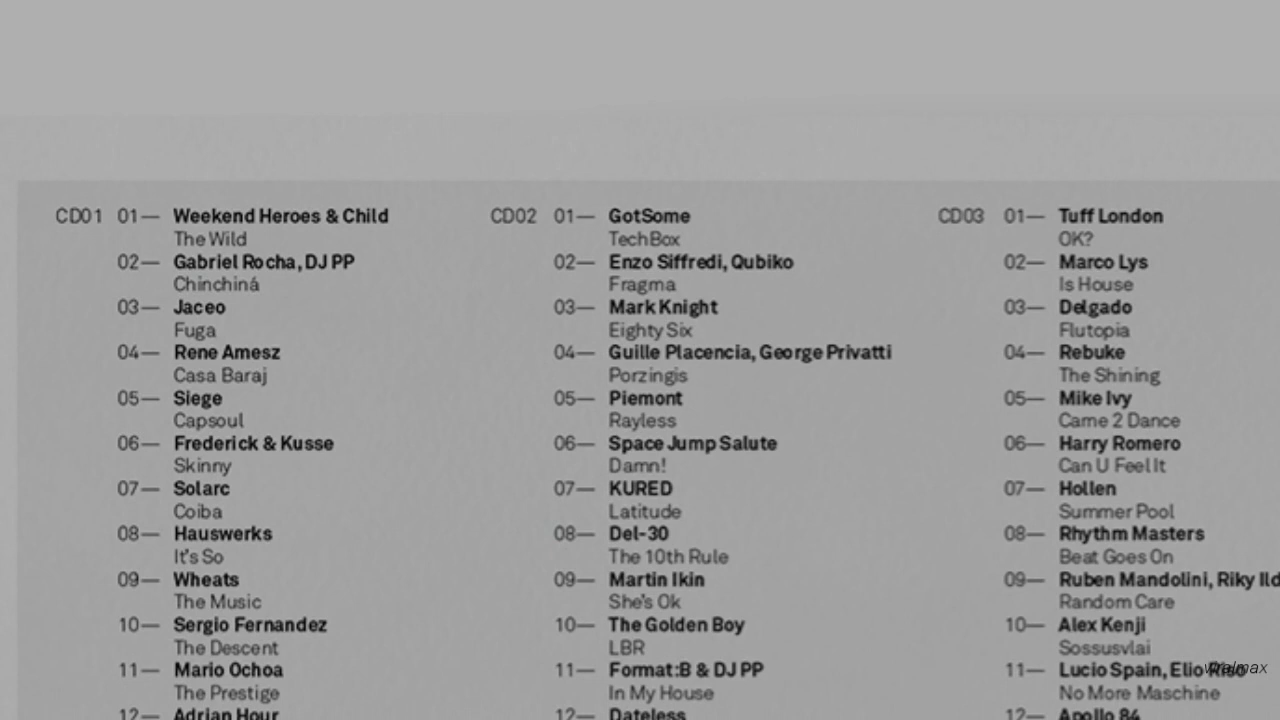 CD01 01— Weekend Heroes & Child
The Wild
02— Gabriel Rocha, DJ PP
Chinchiná
03— Jaceo
Fuga
04— Rene Amesz
Casa Baraj
05— Siege
Capsoul
06— Frederick & Kusse
Skinny
07— Solarc
Coiba
08— Hauswerks
It's So
09— Wheats
The Music
10— Sergio Fernandez
The Descent
11— Mario Ochoa
The Prestige
12— Adrian Hour
CD02 01— GotSome
TechBox
02— Enzo Siffredi, Qubiko
Fragma
03— Mark Knight
Eighty Six
04— Guille Placencia, George Privatti
Porzingis
05— Piemont
Rayless
06— Space Jump Salute
Damn!
07— KURED
Latitude
08— Del-30
The 10th Rule
09— Martin Ikin
She's Ok
10— The Golden Boy
LBR
11— Format:B & DJ PP
In My House
12— Dateless
CD03 01— Tuff London
OK?
02— Marco Lys
Is House
03— Delgado
Flutopia
04— Rebuke
The Shining
05— Mike Ivy
Came 2 Dance
06— Harry Romero
Can U Feel It
07— Hollen
Summer Pool
08— Rhythm Masters
Beat Goes On
09— Ruben Mandolini, Riky Ild
Random Care
10— Alex Kenji
Sossusvlai
11— Lucio Spain, Elio
No More Maschine
12— Apollo 84
viralmax